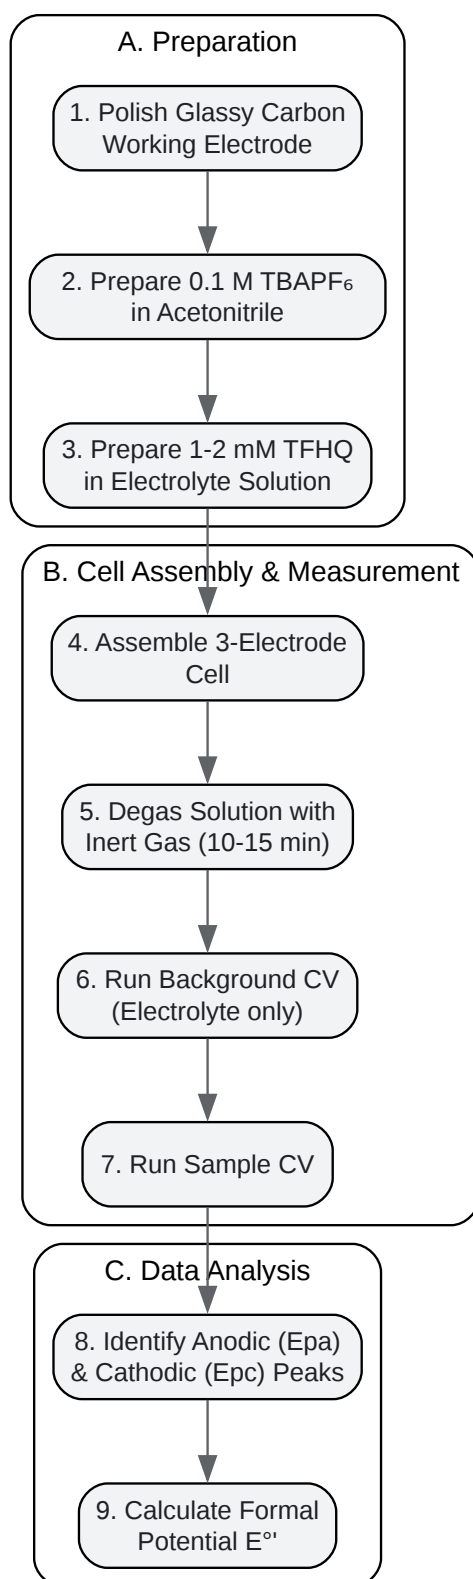 A. Preparation
1. Polish Glassy Carbon
Working Electrode
2. Prepare 0.1 M TBAPF₆
in Acetonitrile
3. Prepare 1-2 mM TFHQ
in Electrolyte Solution
B. Cell Assembly & Measurement
4. Assemble 3-Electrode
Cell
5. Degas Solution with
Inert Gas (10-15 min)
6. Run Background CV
(Electrolyte only)
7. Run Sample CV
C. Data Analysis
8. Identify Anodic (Epa)
& Cathodic (Epc) Peaks
9. Calculate Formal
Potential E°'